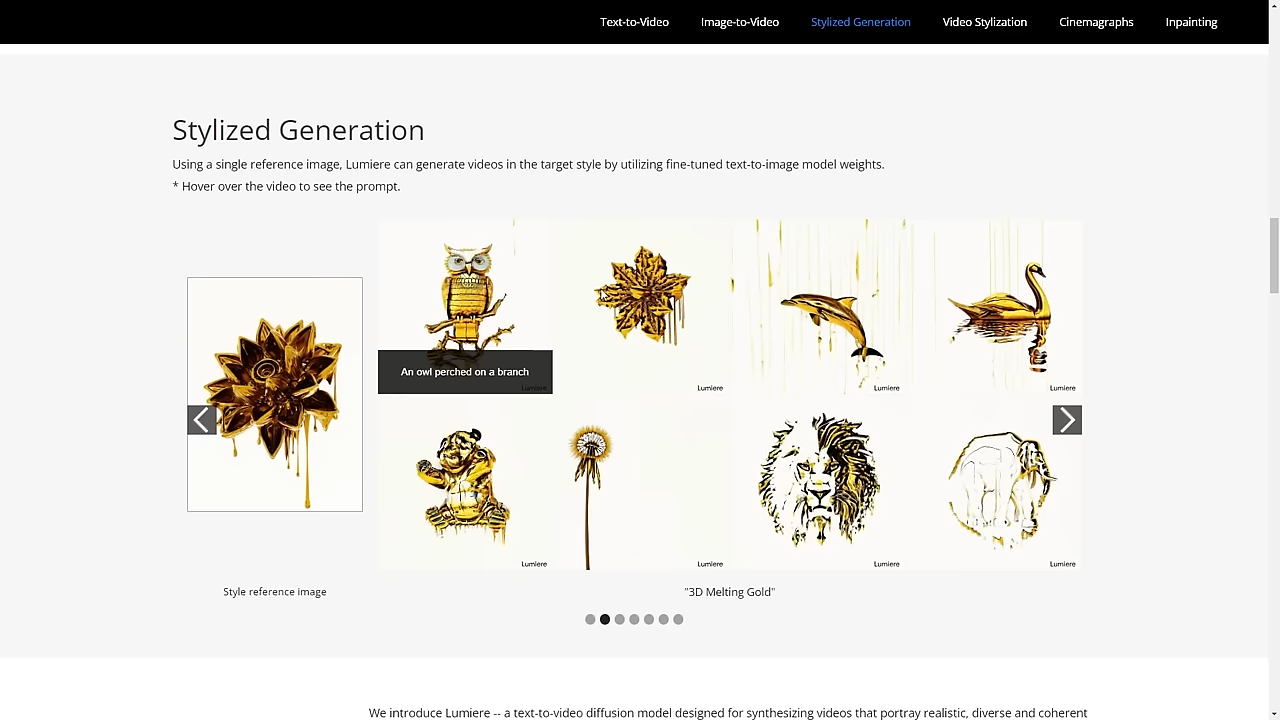 Text-to-Video Image-to-Video Stylized Generation Video Stylization Cinemagraphs Inpainting
Stylized Generation
Using a single reference image, Lumiere can generate videos in the target style by utilizing fine-tuned text-to-image model weights.
* Hover over the video to see the prompt.
An owl perched on a branch
Lumiere Lumiere Lumiere Lumiere
Lumiere Lumiere Lumiere Lumiere
Style reference image
"3D Melting Gold"
We introduce Lumiere -- a text-to-video diffusion model designed for synthesizing videos that portray realistic, diverse and coherent